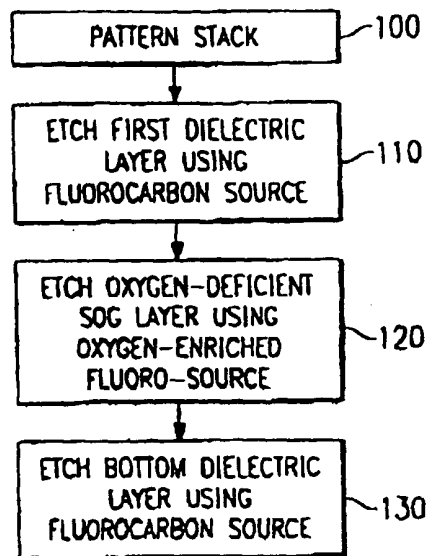 PATTERN STACK
100
ETCH FIRST DIELECTRIC
LAYER USING
FLUOROCARBON SOURCE
110
ETCH OXYGEN-DEFICIENT
SOG LAYER USING
OXYGEN-ENRICHED
FLUORO-SOURCE
120
ETCH BOTTOM DIELECTRIC
LAYER USING
FLUOROCARBON SOURCE
130